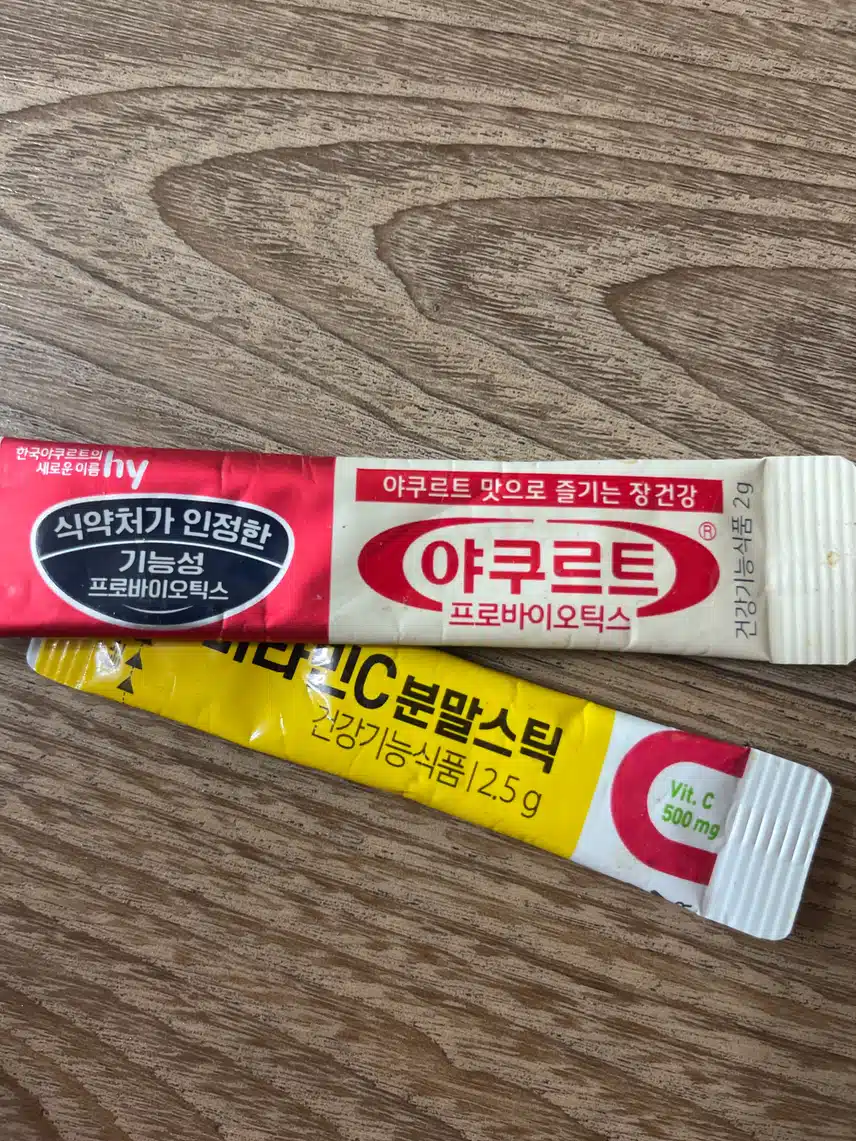 한국야쿠르트의
새로운 이름 hy
식약처가 인정한
기능성
프로바이오틱스
야쿠르트 맛으로 즐기는 장건강
야쿠르트®
프로바이오틱스
건강기능식품 2g
비타민C 분말스틱
건강기능식품 | 2.5 g
Vit. C
500 mg